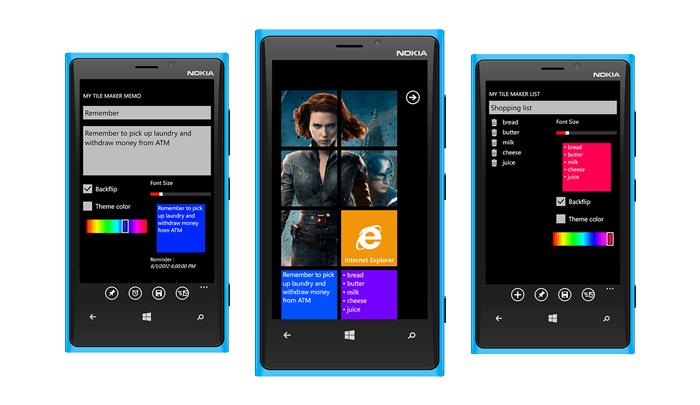 NOKIA
MY TILE MAKER MEMO
Remember
Remember to pick up laundry and
withdraw money from ATM
Backflip
Theme color
Font Size
Remember to pick
up laundry and
withdraw money
from ATM
Reminder :
6/1/2012 6:00:00 PM
NOKIA
Internet Explorer
Remember to pick
up laundry and
withdraw money
from ATM
• bread
• butter
• milk
• cheese
• juice
NOKIA
MY TILE MAKER LIST
Shopping list
bread
butter
milk
cheese
juice
Font Size
• bread
• butter
• milk
• cheese
• juice
Backflip
Theme color